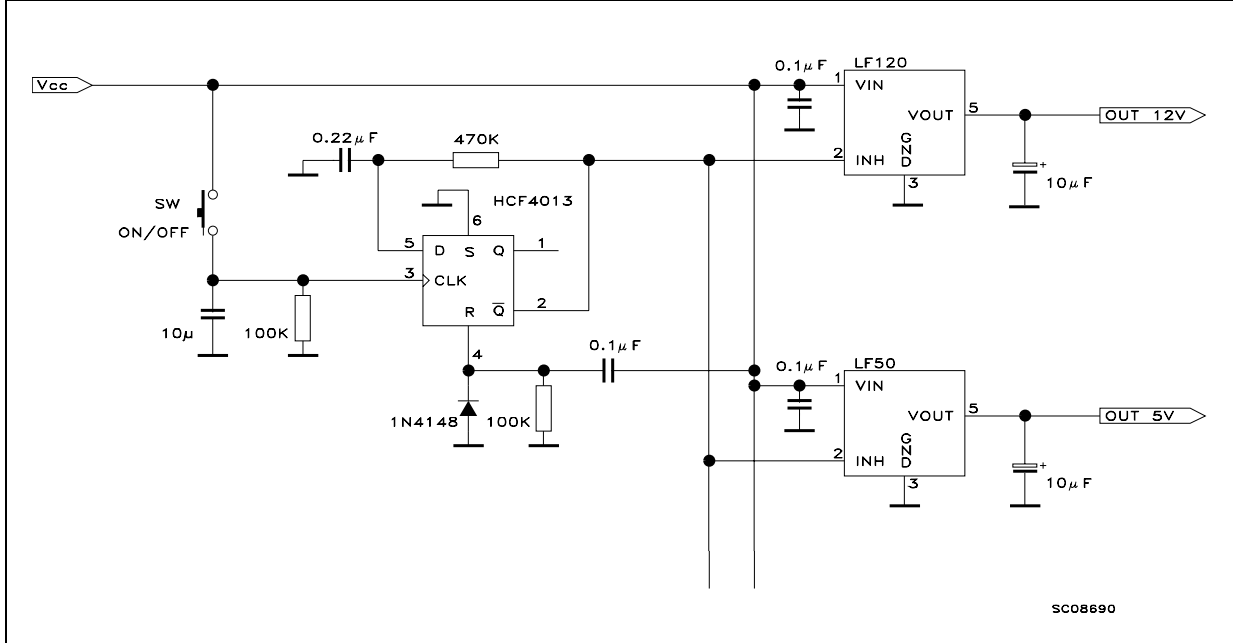 Vcc
SW
ON/OFF
10μ
100K
0.22μF
470K
HCF4013
6
5
D
S
Q
1
3
CLK
R
Q̅
2
4
1N4148
100K
0.1μF
0.1μF
LF120
1
VIN
VOUT
5
GND
2
INH
3
10μF
+
OUT 12V
0.1μF
LF50
1
VIN
VOUT
5
GND
2
INH
3
10μF
+
OUT 5V
SC08690